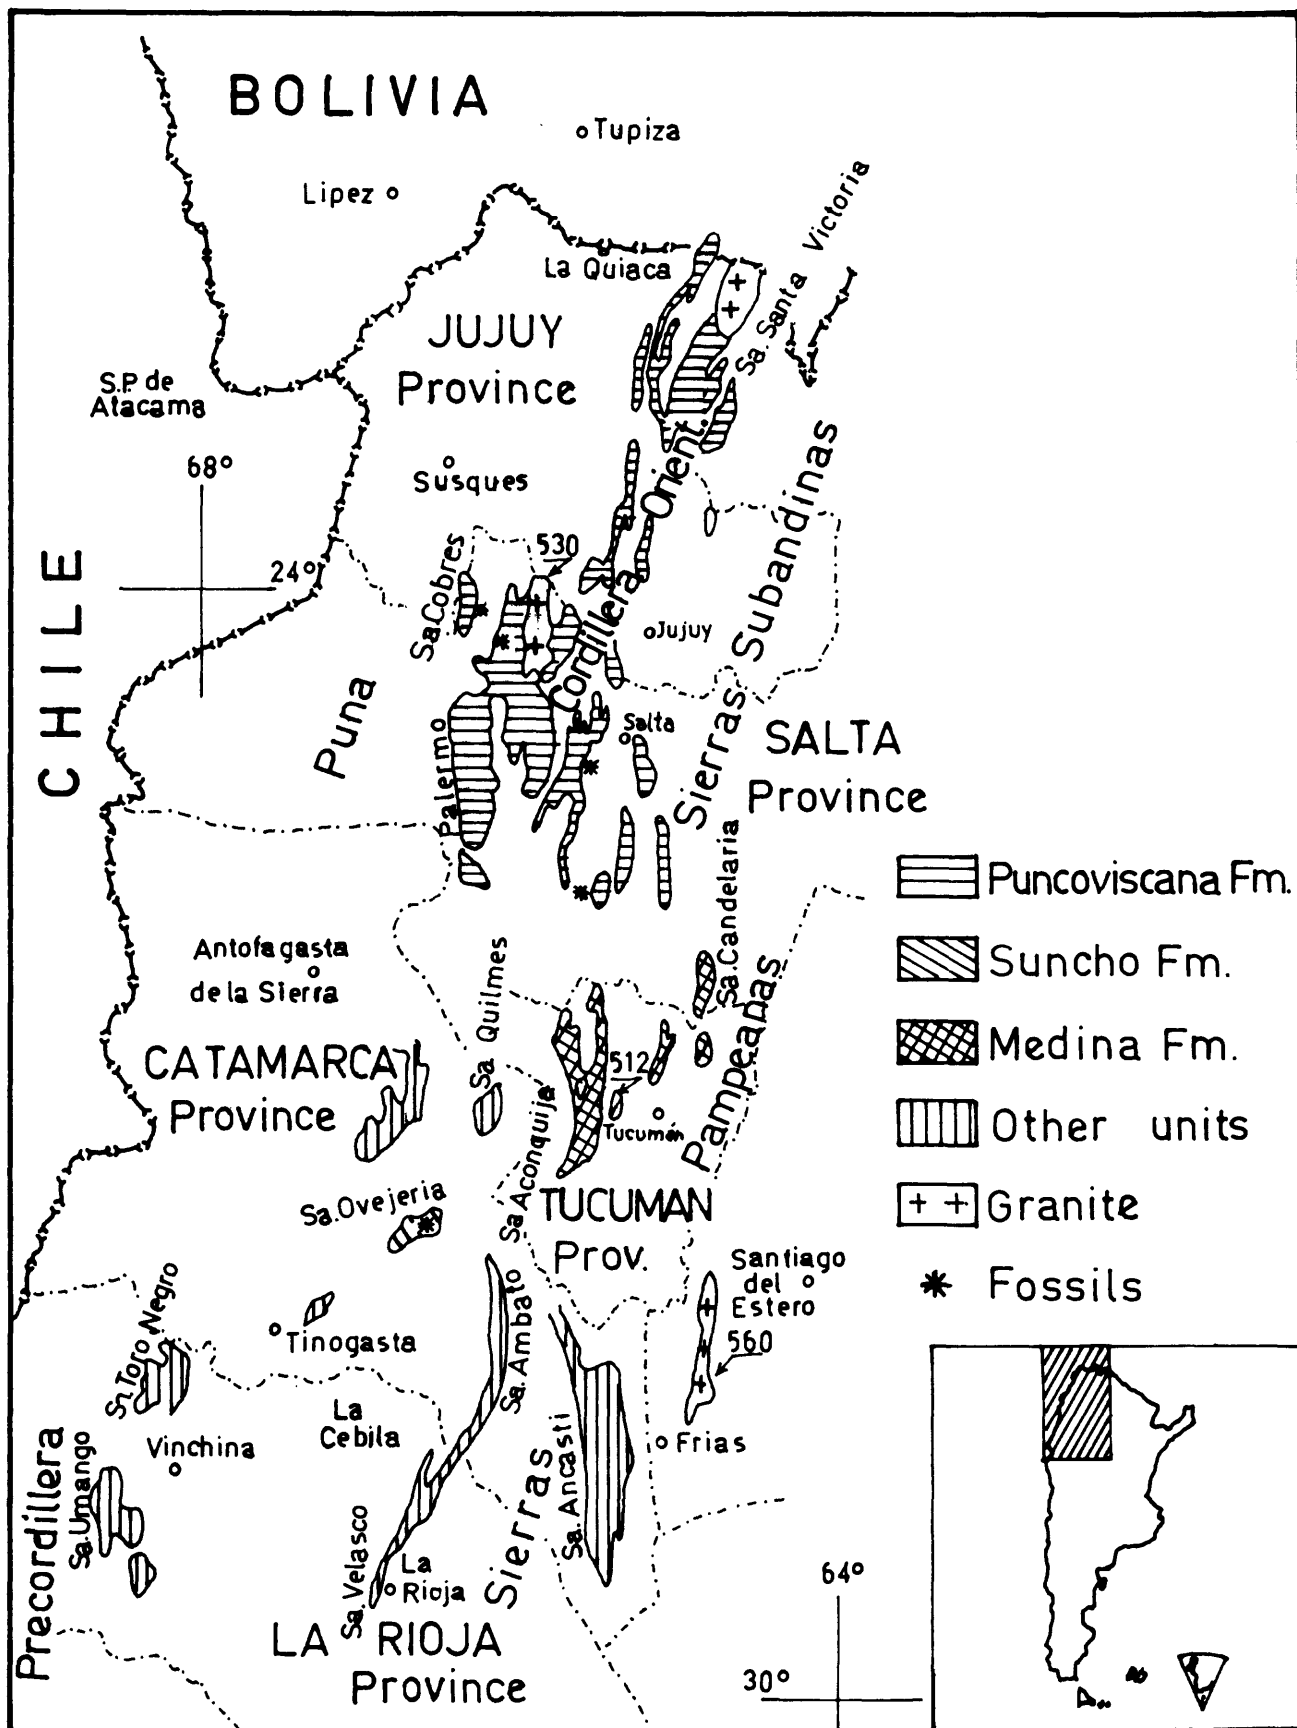 BOLIVIA
Tupiza
Lipez
La Quiaca
Sa. Santa Victoria
JUJUY
Province
S.P. de
Atacama
68°
Susques
Cordillera Orient.
Sierras Subandinas
CHILE
24°
Sa. Cobres
530
Jujuy
Puna
Palermo
Salta
SALTA
Province
Sa. Candelaria
Puncoviscana Fm.
Suncho Fm.
Medina Fm.
Other units
Granite
Fossils
Antofagasta
de la Sierra
Sa Quilmes
CATAMARCA
Province
512
Tucumán
Sa Aconquija
Sierras Pampeanas
Sa. Ovejeria
TUCUMAN
Prov.
Santiago
del
Estero
560
Sa. Toro Negro
Tinogasta
Sa. Ambato
La
Cebila
Vinchina
Frias
Sa. Ancasti
Precordillera
Sa. Umango
Sa. Velasco
La
Rioja
LA RIOJA
Province
64°
30°